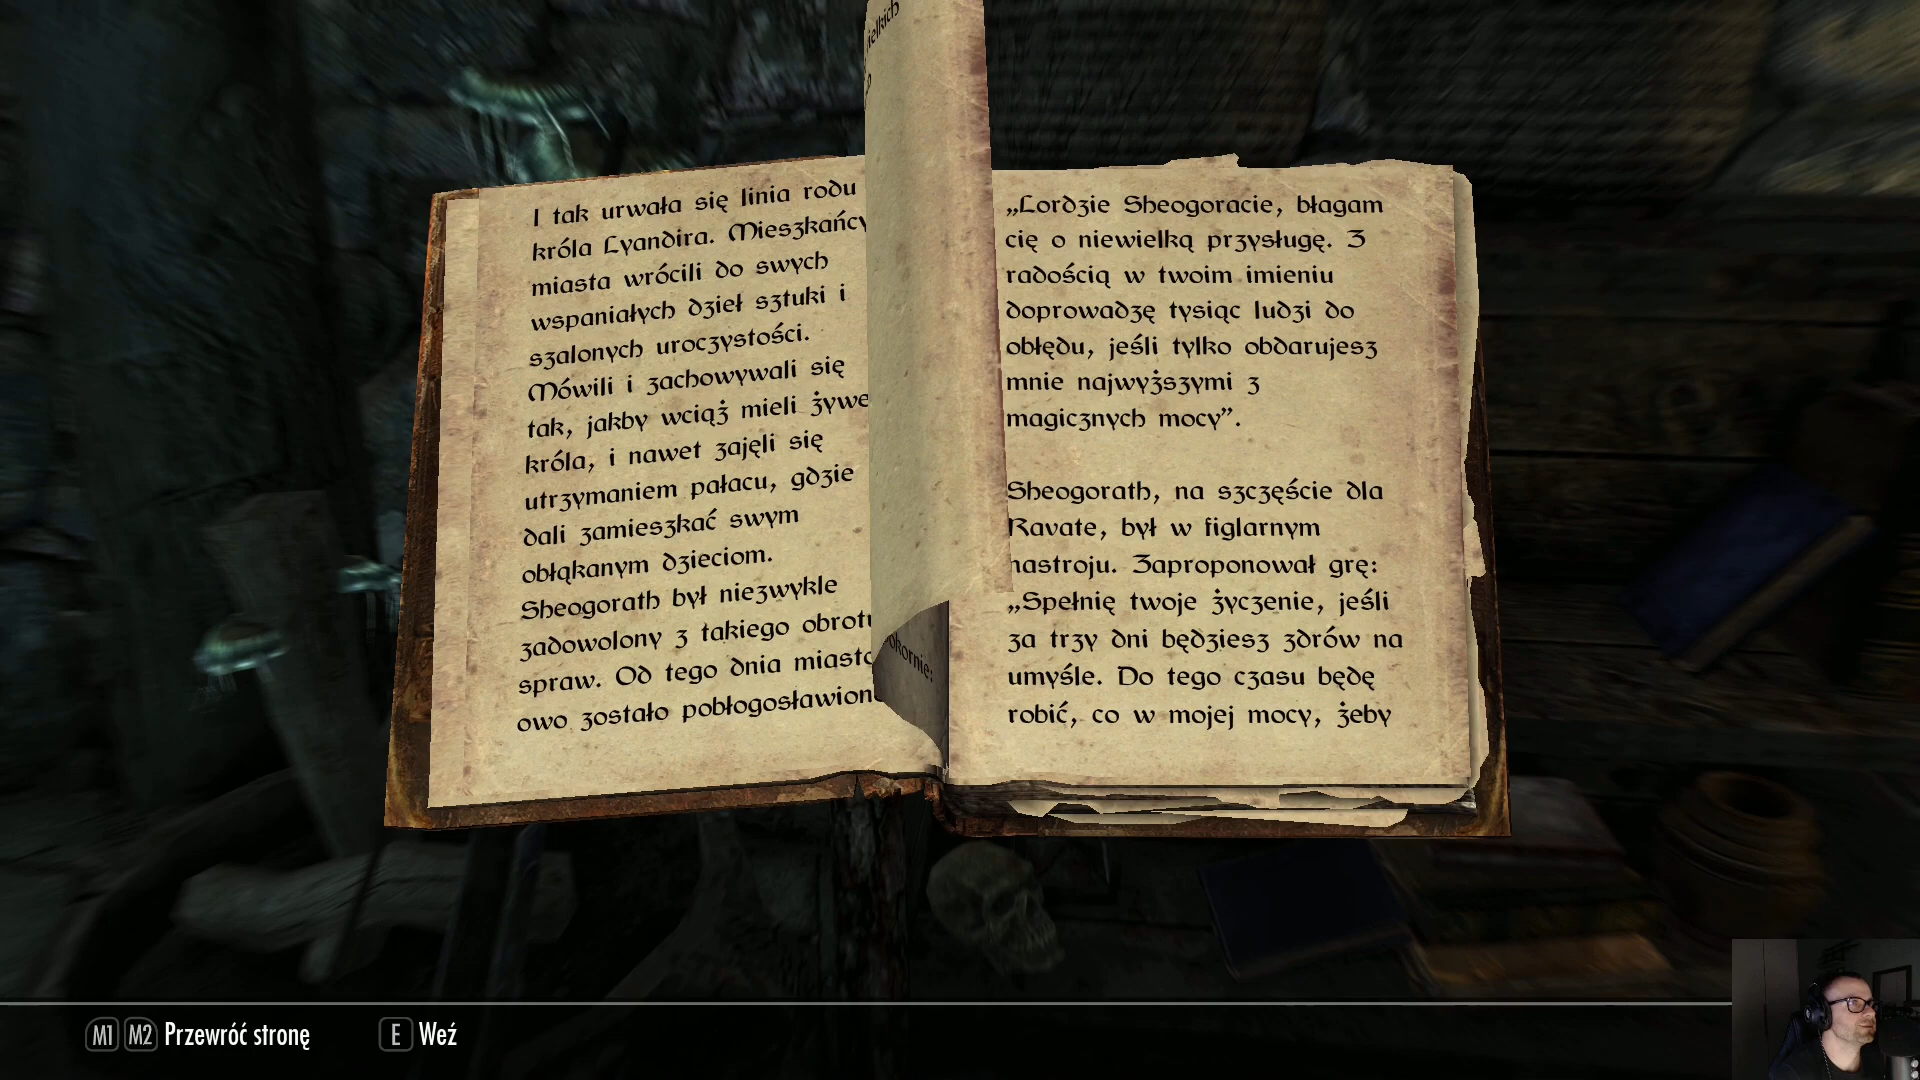 I tak urwała się linia rodu
króla Lyandira. Mieszkańcy
miasta wrócili do swych
wspaniałych dzieł sztuki i
szalonych uroczystości.
Mówili i zachowywali się
tak, jakby wciąż mieli żywe
króla, i nawet zajęli się
utrzymaniem pałacu, gdzie
dali zamieszkać swym
obłąkanym dzieciom.
Sheogorath był niezwykle
zadowolony z takiego obrotu
spraw. Od tego dnia miasto
owo zostało pobłogosławion
„Lordzie Sheogoracie, błagam
cię o niewielką przysługę. Z
radością w twoim imieniu
doprowadzę tysiąc ludzi do
obłędu, jeśli tylko obdarujesz
mnie najwyższymi z
magicznych mocy”.
Sheogorath, na szczęście dla
Ravate, był w figlarnym
nastroju. Zaproponował grę:
„Spełnię twoje życzenie, jeśli
za trzy dni będziesz zdrów na
umyśle. Do tego czasu będę
robić, co w mojej mocy, żeby
M1 M2 Przewróć stronę
E Weź